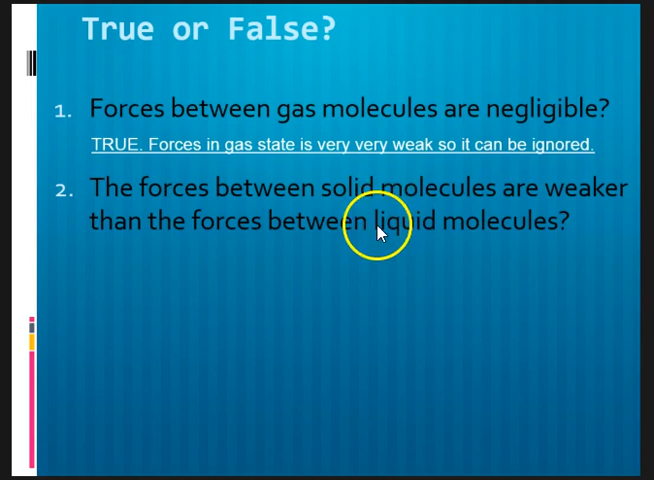 True or False?
1. Forces between gas molecules are negligible?
TRUE. Forces in gas state is very very weak so it can be ignored.
2. The forces between solid molecules are weaker
than the forces between liquid molecules?